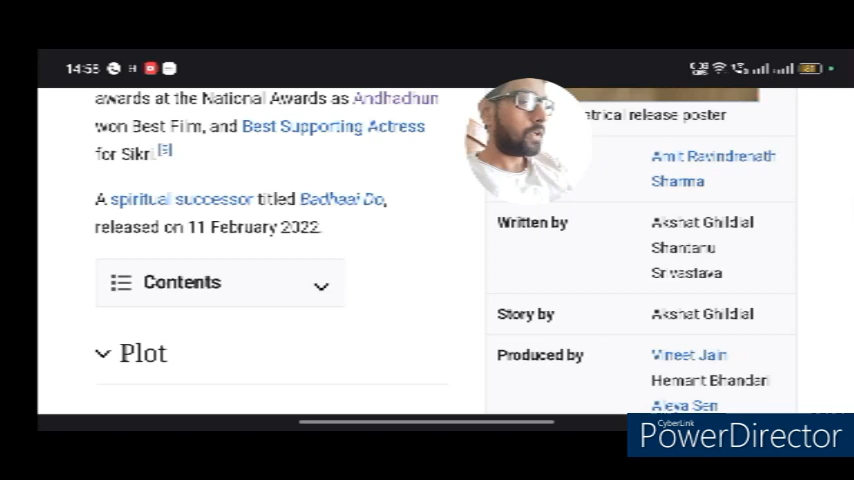 14:58
awards at the National Awards as Andhadhun
won Best Film, and Best Supporting Actress
for Sikri.[5]
A spiritual successor titled Badhaai Do,
released on 11 February 2022.
Contents
Plot
atrical release poster
Amit Ravindrenath
Sharma
Written by
Akshat Ghildial
Shantanu
Srivastava
Story by
Akshat Ghildial
Produced by
Vineet Jain
Hemant Bhandari
Aleya Sen
CyberLink
PowerDirector